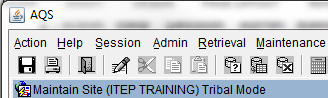 AQS
Action Help Session Admin Retrieval Maintenance
Maintain Site (ITEP TRAINING) Tribal Mode